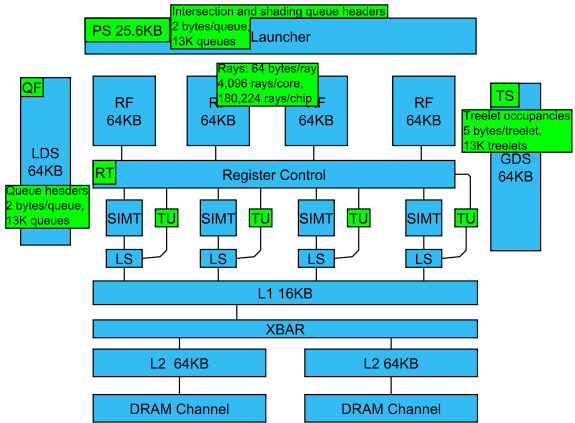 Intersection and shading queue headers
2 bytes/queue,
13K queues
PS 25.6KB
Launcher
Rays: 64 bytes/ray
4,096 rays/core,
180,224 rays/chip
QF
TS
RF
64KB
RF
64KB
RF
64KB
RF
64KB
Treelet occupancies
5 bytes/treelet,
13K treelets
LDS
64KB
GDS
64KB
RT
Register Control
Queue headers
2 bytes/queue,
13K queues
SIMT
TU
SIMT
TU
SIMT
TU
SIMT
TU
LS
LS
LS
LS
L1 16KB
XBAR
L2 64KB
L2 64KB
DRAM Channel
DRAM Channel